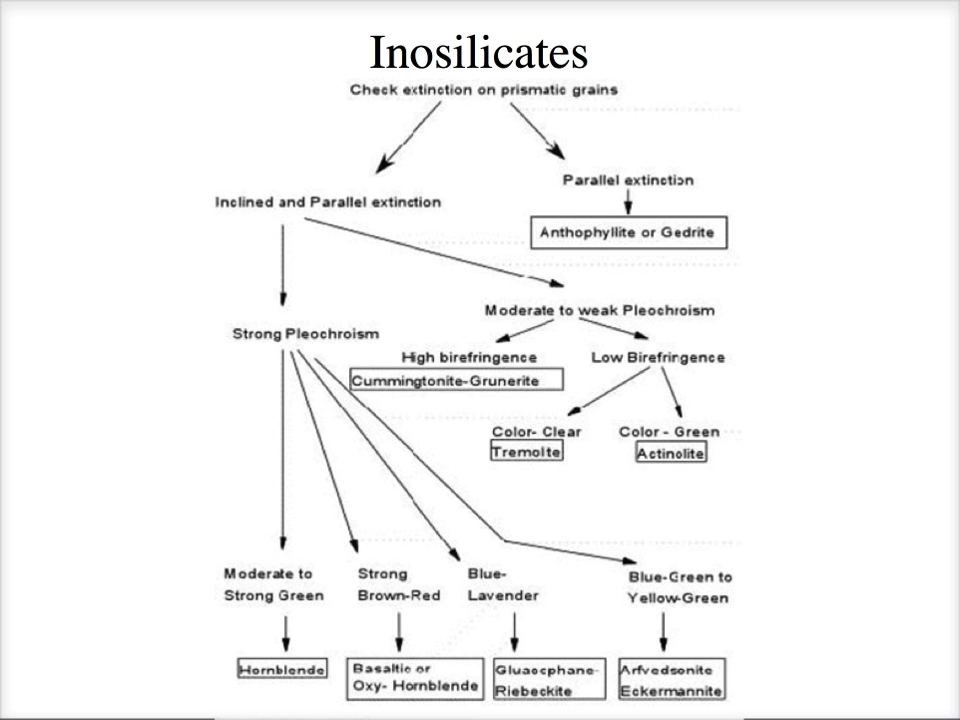 Inosilicates
Check extinction on prismatic grains
Parallel extinction
Inclined and Parallel extinction
Anthophyllite or Gedrite
Moderate to weak Pleochroism
Strong Pleochroism
High birefringence
Low Birefringence
Cummingtonite-Grunerite
Color- Clear
Color - Green
Tremolte
Actinolite
Moderate to
Strong Green
Strong
Brown-Red
Blue-
Lavender
Blue-Green to
Yellow-Green
Hornblende
Basaltic or
Oxy- Hornblende
Gluaocphane-
Riebeckite
Arfvedsonite
Eckermannite